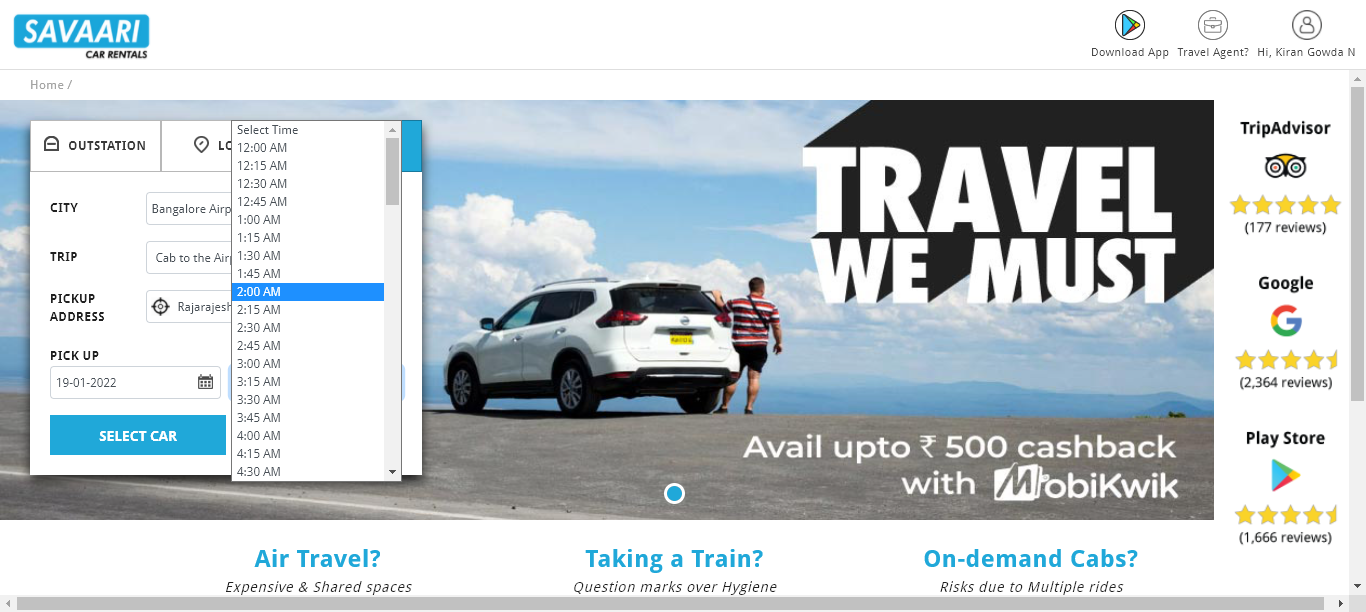 SAVAARI
CAR RENTALS
Download App
Travel Agent?
Hi, Kiran Gowda N
Home /
OUTSTATION
LO
CITY
Bangalore Airp
TRIP
Cab to the Airp
PICKUP
ADDRESS
Rajarajesh
PICK UP
19-01-2022
SELECT CAR
Select Time
12:00 AM
12:15 AM
12:30 AM
12:45 AM
1:00 AM
1:15 AM
1:30 AM
1:45 AM
2:00 AM
2:15 AM
2:30 AM
2:45 AM
3:00 AM
3:15 AM
3:30 AM
3:45 AM
4:00 AM
4:15 AM
4:30 AM
TRAVEL
WE MUST
Avail upto ₹ 500 cashback
with MobiKwik
TripAdvisor
(177 reviews)
Google
(2,364 reviews)
Play Store
(1,666 reviews)
Air Travel?
Expensive & Shared spaces
Taking a Train?
Question marks over Hygiene
On-demand Cabs?
Risks due to Multiple rides